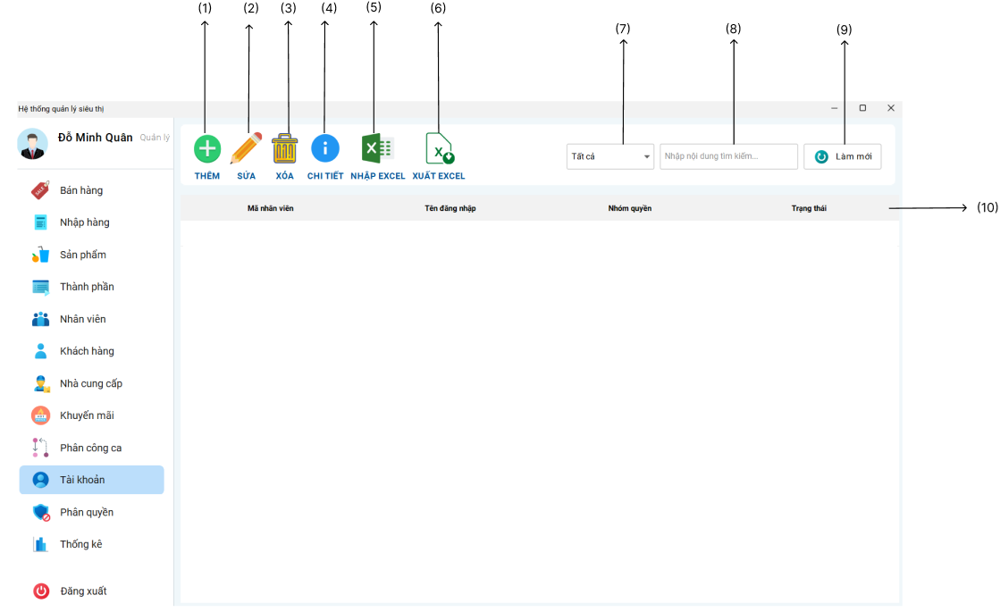 (1) (2) (3) (4) (5) (6)
(7) (8) (9)
Hệ thống quản lý siêu thị
Đỗ Minh Quân Quản lý
THÊM SỬA XÓA CHI TIẾT NHẬP EXCEL XUẤT EXCEL
Tất cả
Nhập nội dung tìm kiếm...
Làm mới
Mã nhân viên Tên đăng nhập Nhóm quyền Trạng thái
(10)
Bán hàng
Nhập hàng
Sản phẩm
Thành phần
Nhân viên
Khách hàng
Nhà cung cấp
Khuyến mãi
Phân công ca
Tài khoản
Phân quyền
Thống kê
Đăng xuất